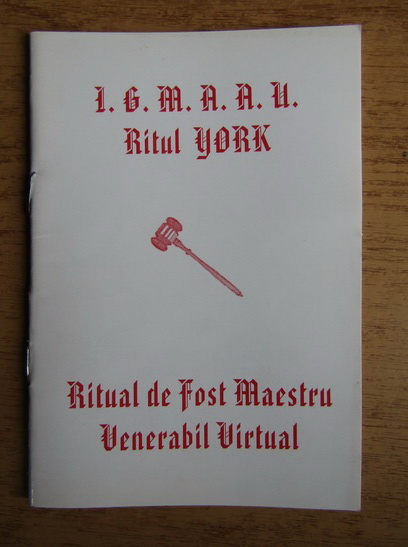 I. G. M. A. A. U.
Ritul YORK
Ritual de Fost Maestru
Venerabil Virtual